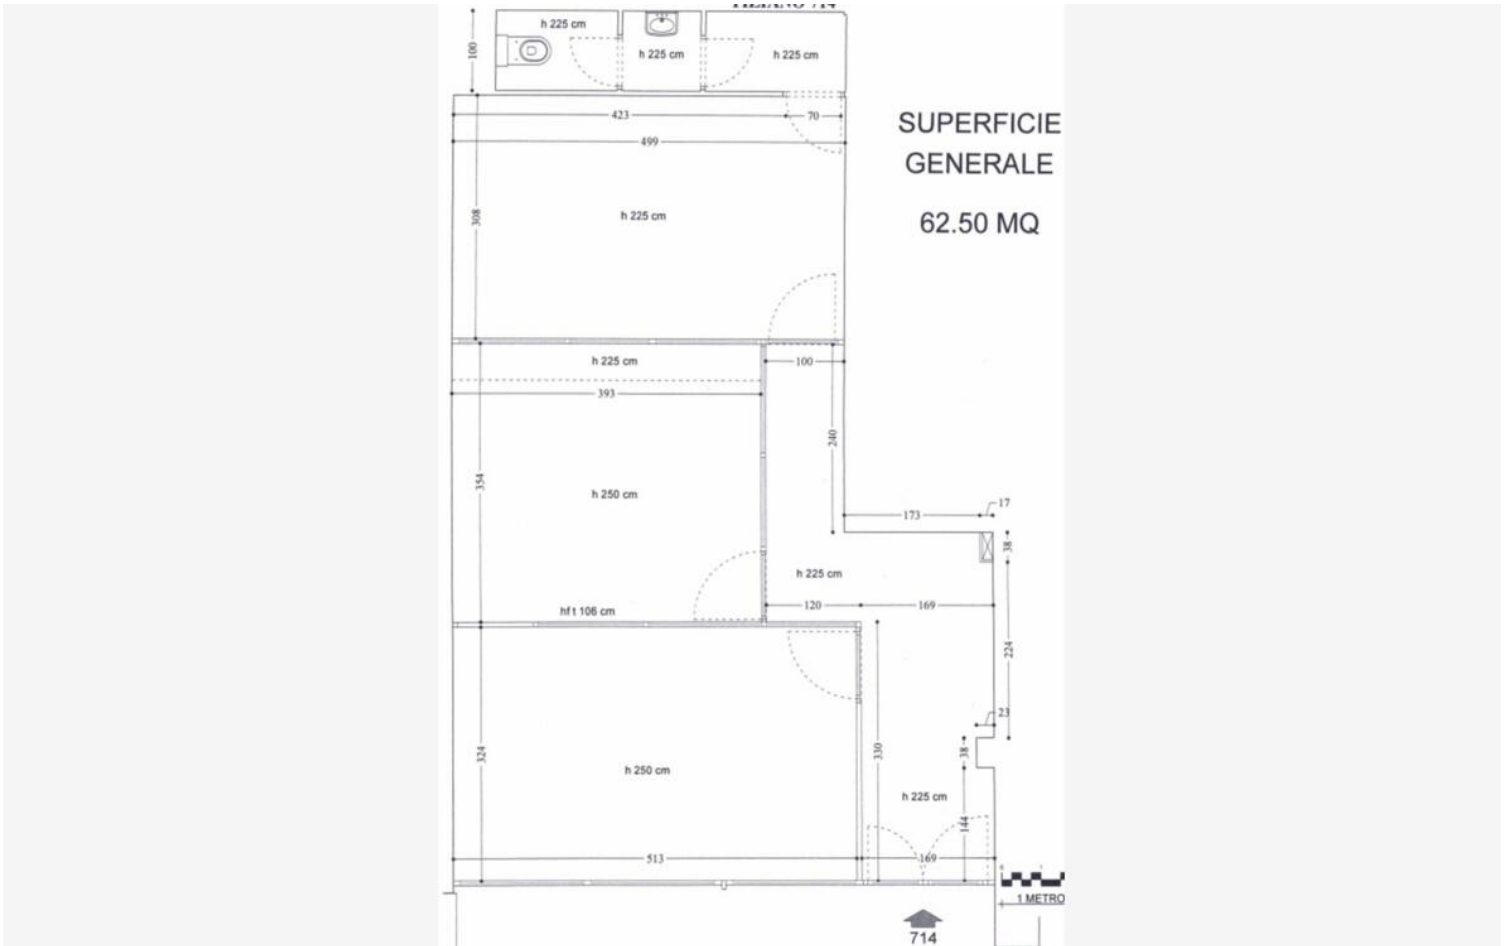 h 225 cm
h 225 cm
h 225 cm
100
423
70
499
SUPERFICIE
GENERALE
62.50 MQ
308
h 225 cm
h 225 cm
100
393
240
354
h 250 cm
17
173
38
h 225 cm
hf t 106 cm
120
169
224
23
324
330
38
h 250 cm
h 225 cm
144
513
169
1 METRO
714